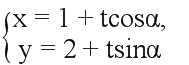 x = 1 + tcosα,
y = 2 + tsinα